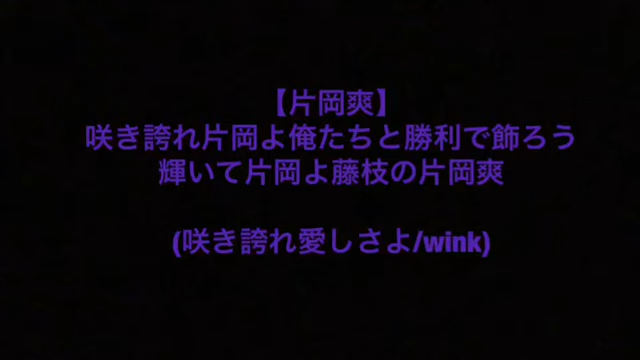 【片岡爽】
咲き誇れ片岡よ俺たちと勝利で飾ろう
輝いて片岡よ藤枝の片岡爽
(咲き誇れ愛しさよ/wink)